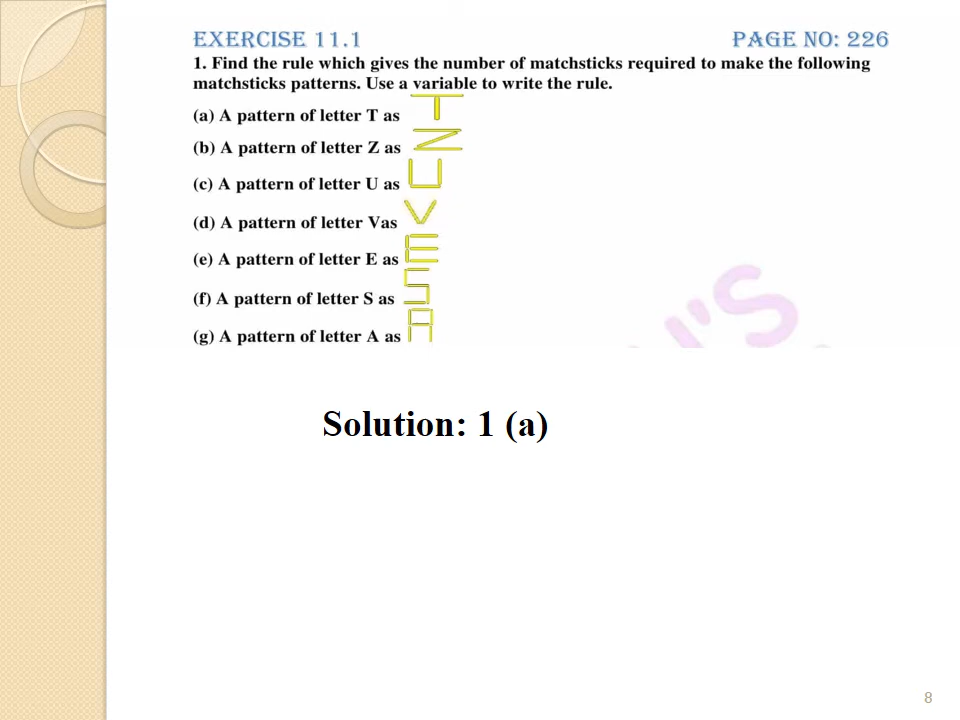 EXERCISE 11.1 PAGE NO: 226
1. Find the rule which gives the number of matchsticks required to make the following
matchsticks patterns. Use a variable to write the rule.
(a) A pattern of letter T as T
(b) A pattern of letter Z as Z
(c) A pattern of letter U as U
(d) A pattern of letter Vas V
(e) A pattern of letter E as E
(f) A pattern of letter S as S
(g) A pattern of letter A as A
Solution: 1 (a)
8